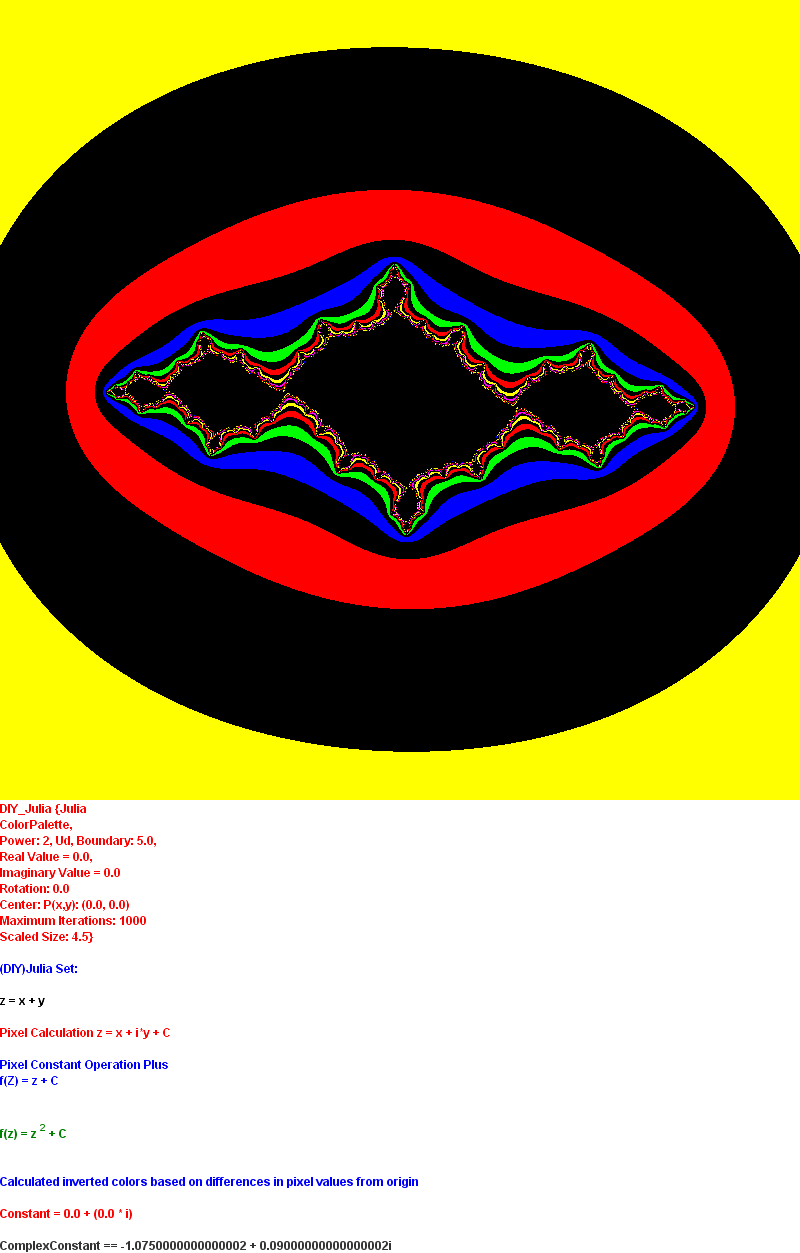 DIY_Julia {Julia
ColorPalette,
Power: 2, Ud, Boundary: 5.0,
Real Value = 0.0,
Imaginary Value = 0.0
Rotation: 0.0
Center: P(x,y): (0.0, 0.0)
Maximum Iterations: 1000
Scaled Size: 4.5}
(DIY)Julia Set:
z = x + y
Pixel Calculation z = x + i*y + C
Pixel Constant Operation Plus
f(Z) = z + C
f(z) = z 2 + C
Calculated inverted colors based on differences in pixel values from origin
Constant = 0.0 + (0.0 * i)
ComplexConstant == -1.0750000000000002 + 0.09000000000000002i